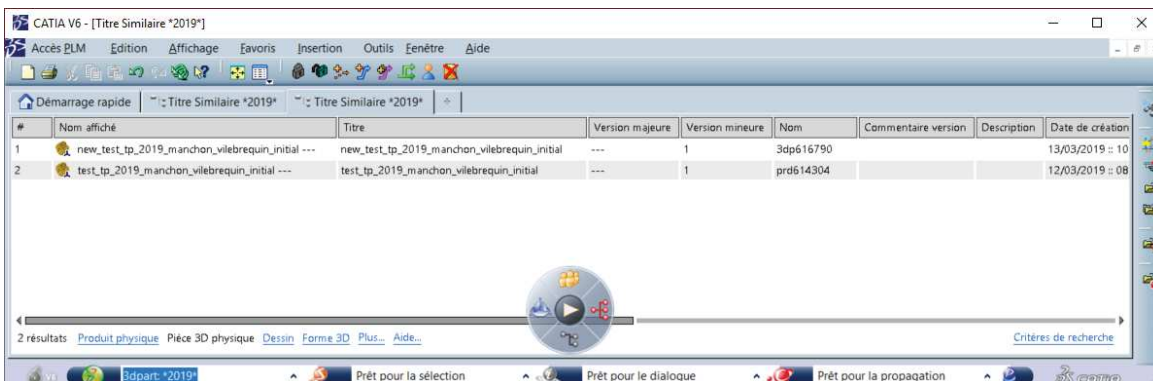 CATIA V6 - [Titre Similaire *2019*]
Accès PLM Edition Affichage Favoris Insertion Outils Fenêtre Aide
Démarrage rapide Titre Similaire *2019* Titre Similaire *2019*
# Nom affiché Titre Version majeure Version mineure Nom Commentaire version Description Date de création
1 new_test_tp_2019_manchon_vilebrequin_initial --- new_test_tp_2019_manchon_vilebrequin_initial --- 1 3dp616790 13/03/2019 :: 10
2 test_tp_2019_manchon_vilebrequin_initial --- test_tp_2019_manchon_vilebrequin_initial --- 1 prd614304 12/03/2019 :: 08
2 résultats Produit physique Pièce 3D physique Dessin Forme 3D Plus... Aide... Critères de recherche
3dpart: *2019* Prêt pour la sélection Prêt pour le dialogue Prêt pour la propagation CATIA